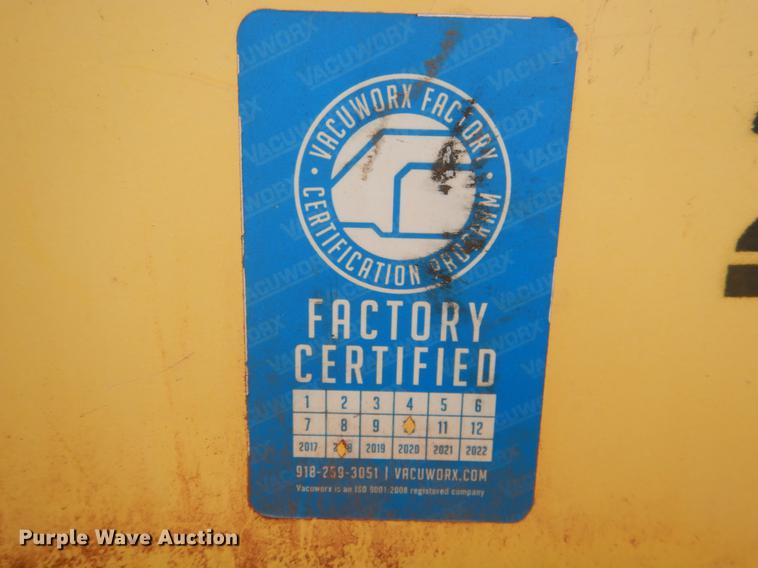 VACUWORX FACTORY
CERTIFICATION PROGRAM
FACTORY
CERTIFIED
1 2 3 4 5 6
7 8 9 11 12
2017 2019 2020 2021 2022
918-259-3051 | VACUWORX.COM
Vacuworx is an ISO 9001:2008 registered company
Purple Wave Auction